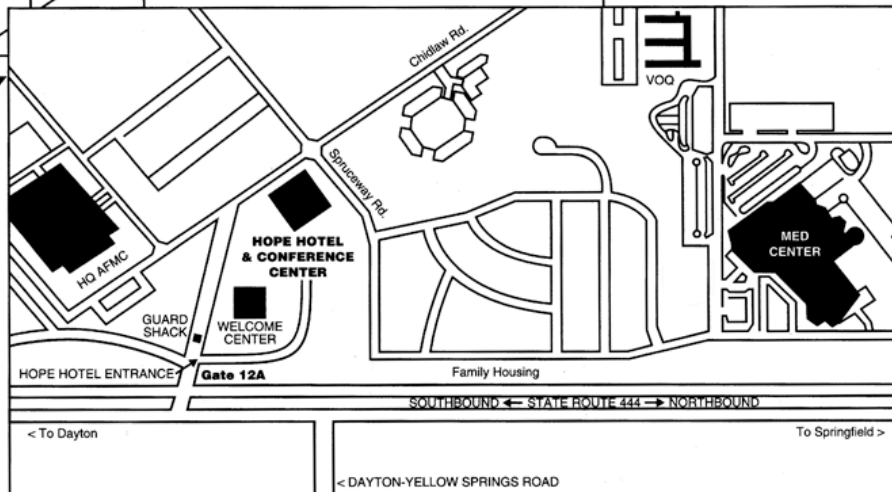 Chidlaw Rd.
VOQ
Spruceway Rd.
HOPE HOTEL
& CONFERENCE
CENTER
MED
CENTER
HQ AFMC
GUARD
SHACK
WELCOME
CENTER
HOPE HOTEL ENTRANCE
Gate 12A
Family Housing
SOUTHBOUND ← STATE ROUTE 444 → NORTHBOUND
< To Dayton
To Springfield >
< DAYTON-YELLOW SPRINGS ROAD